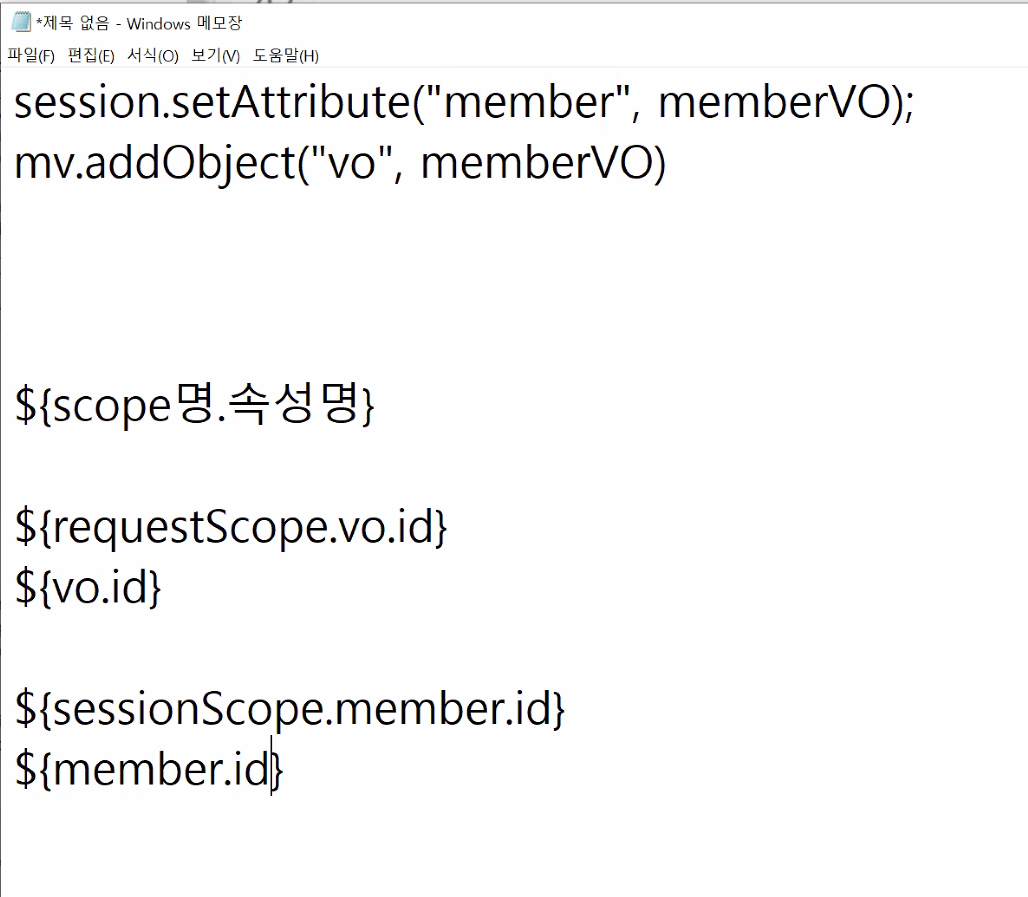 *제목 없음 - Windows 메모장
파일(F) 편집(E) 서식(O) 보기(V) 도움말(H)
session.setAttribute("member", memberVO);
mv.addObject("vo", memberVO)
${scope명.속성명}
${requestScope.vo.id}
${vo.id}
${sessionScope.member.id}
${member.id}